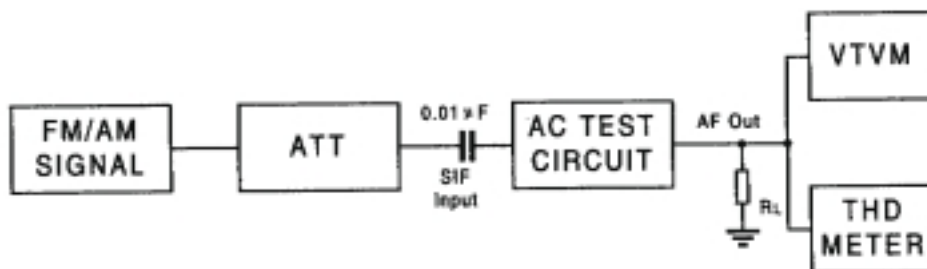 FM/AM
SIGNAL
ATT
0.01 µF
SIF
Input
AC TEST
CIRCUIT
AF Out
RL
VTVM
THD
METER